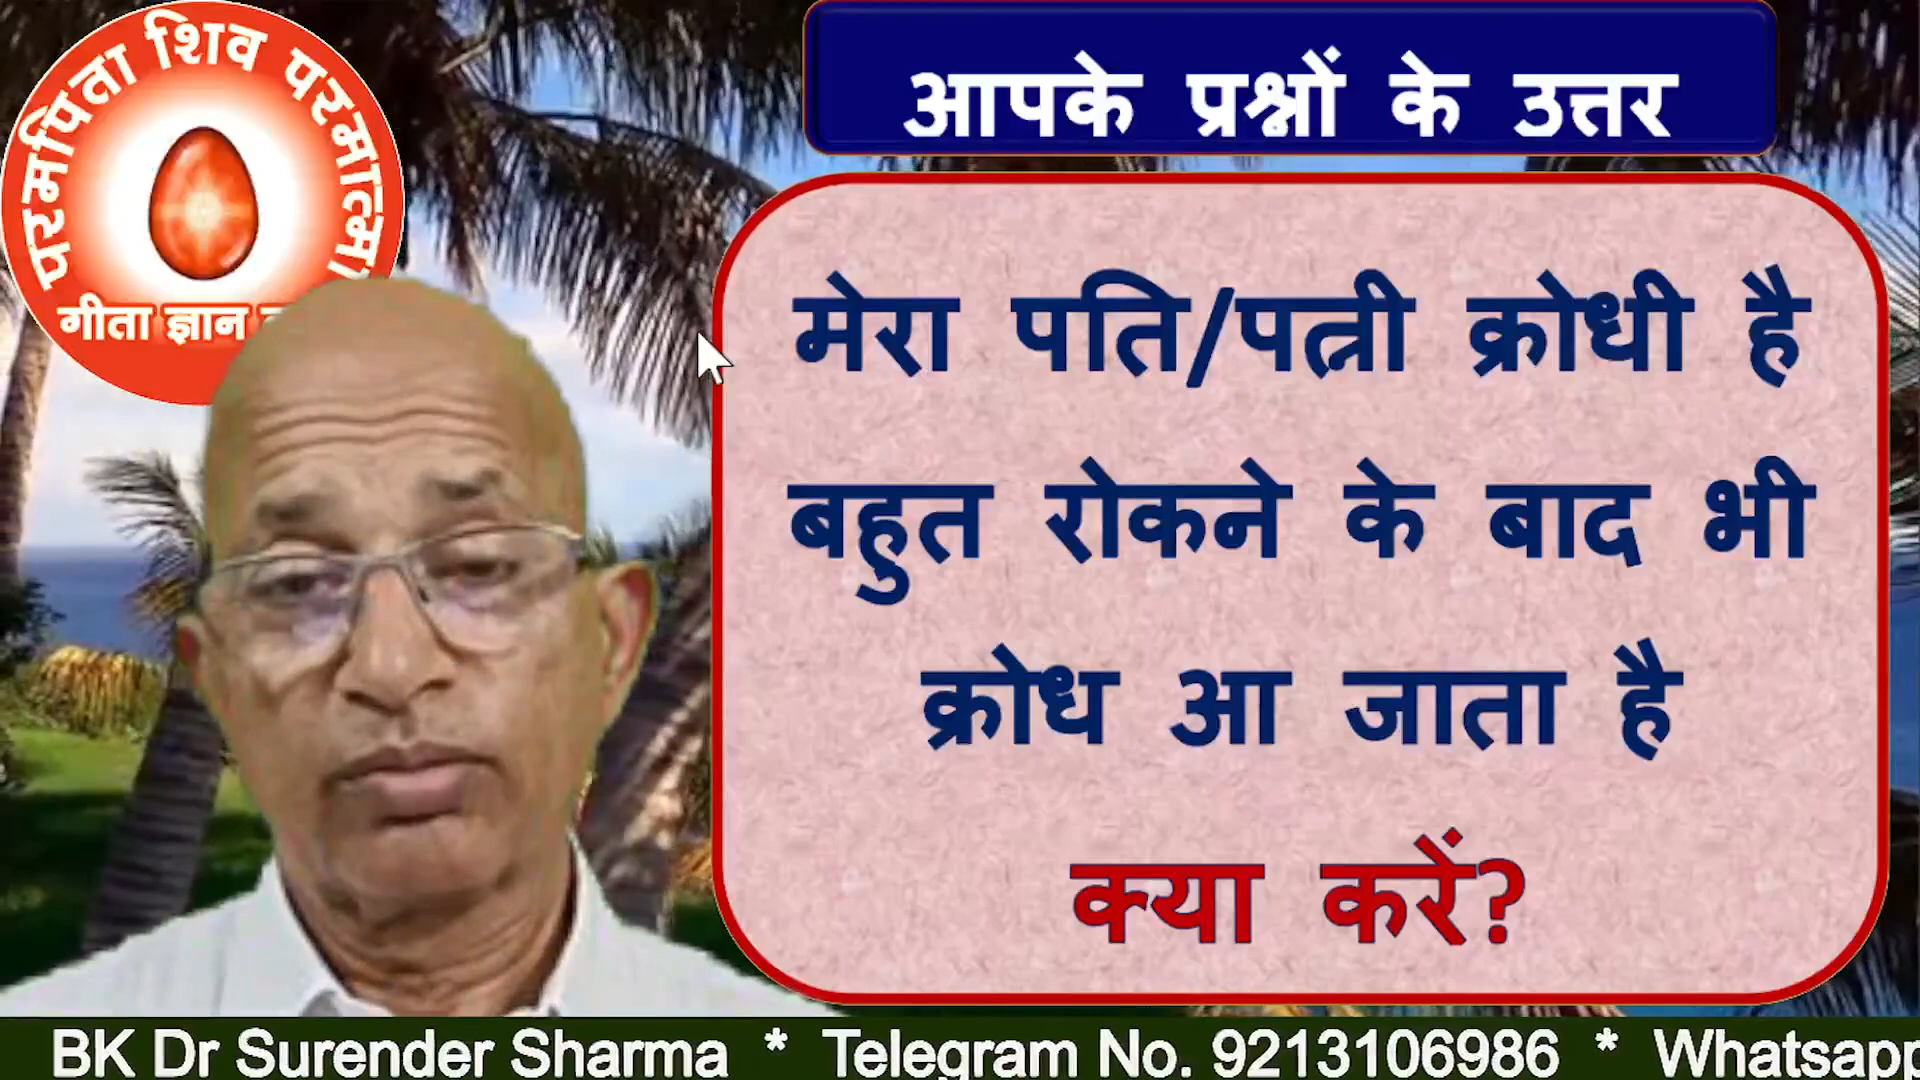 परमपिता शिव परमात्मा
गीता ज्ञान
आपके प्रश्नों के उत्तर
मेरा पति/पत्नी क्रोधी है
बहुत रोकने के बाद भी
क्रोध आ जाता है
क्या करें?
BK Dr Surender Sharma * Telegram No. 9213106986 * Whatsapp